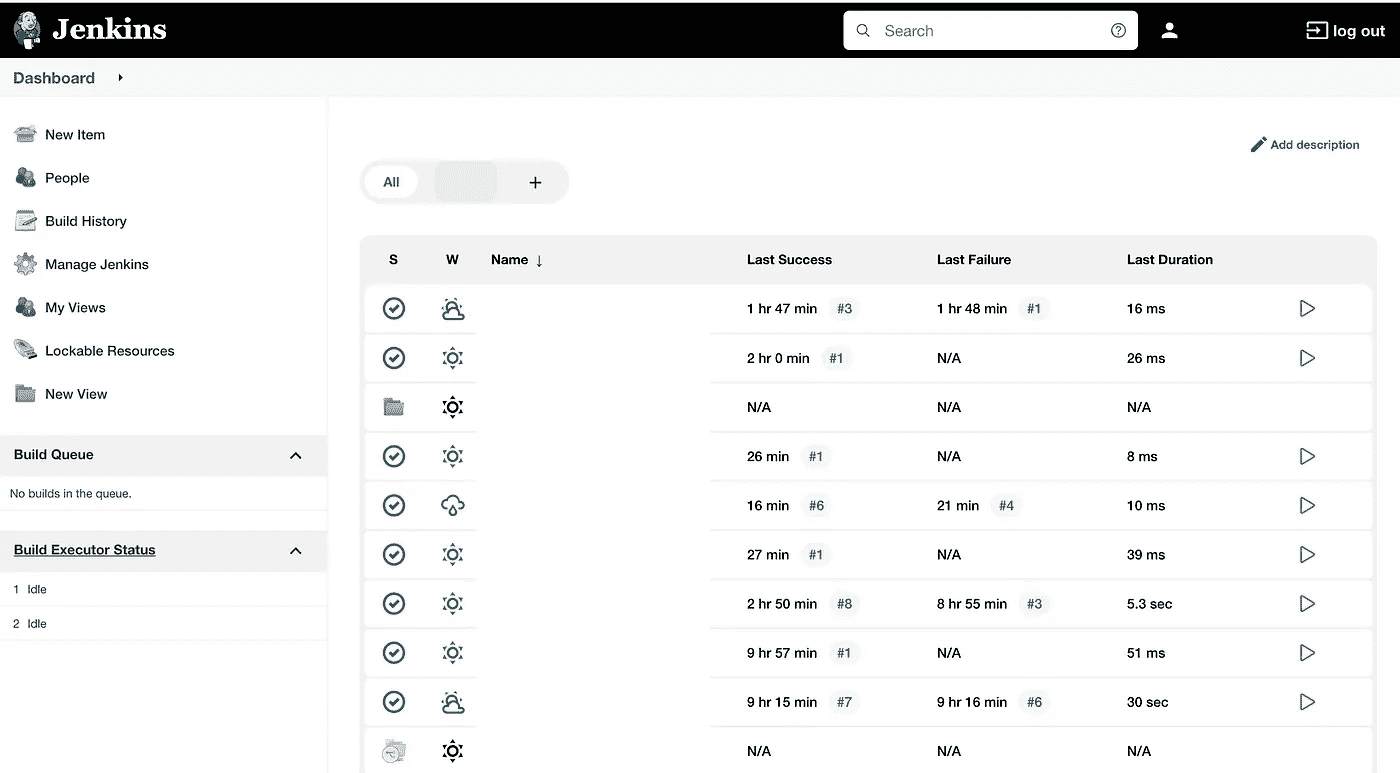 Jenkins
Search
log out
Dashboard
New Item
People
Build History
Manage Jenkins
My Views
Lockable Resources
New View
Build Queue
No builds in the queue.
Build Executor Status
1 Idle
2 Idle
Add description
All +
S W Name ↓ Last Success Last Failure Last Duration
1 hr 47 min #3 1 hr 48 min #1 16 ms
2 hr 0 min #1 N/A 26 ms
N/A N/A N/A
26 min #1 N/A 8 ms
16 min #6 21 min #4 10 ms
27 min #1 N/A 39 ms
2 hr 50 min #8 8 hr 55 min #3 5.3 sec
9 hr 57 min #1 N/A 51 ms
9 hr 15 min #7 9 hr 16 min #6 30 sec
N/A N/A N/A